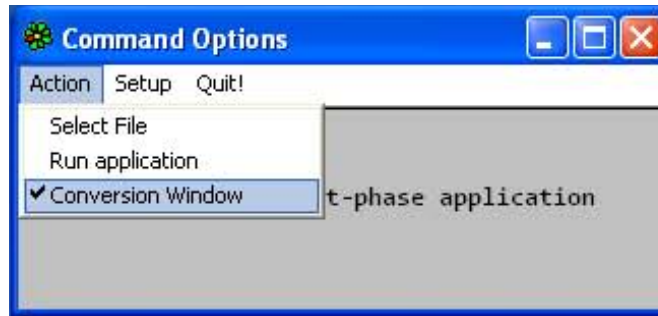 Command Options
Action Setup Quit!
Select File
Run application
Conversion Window
t-phase application